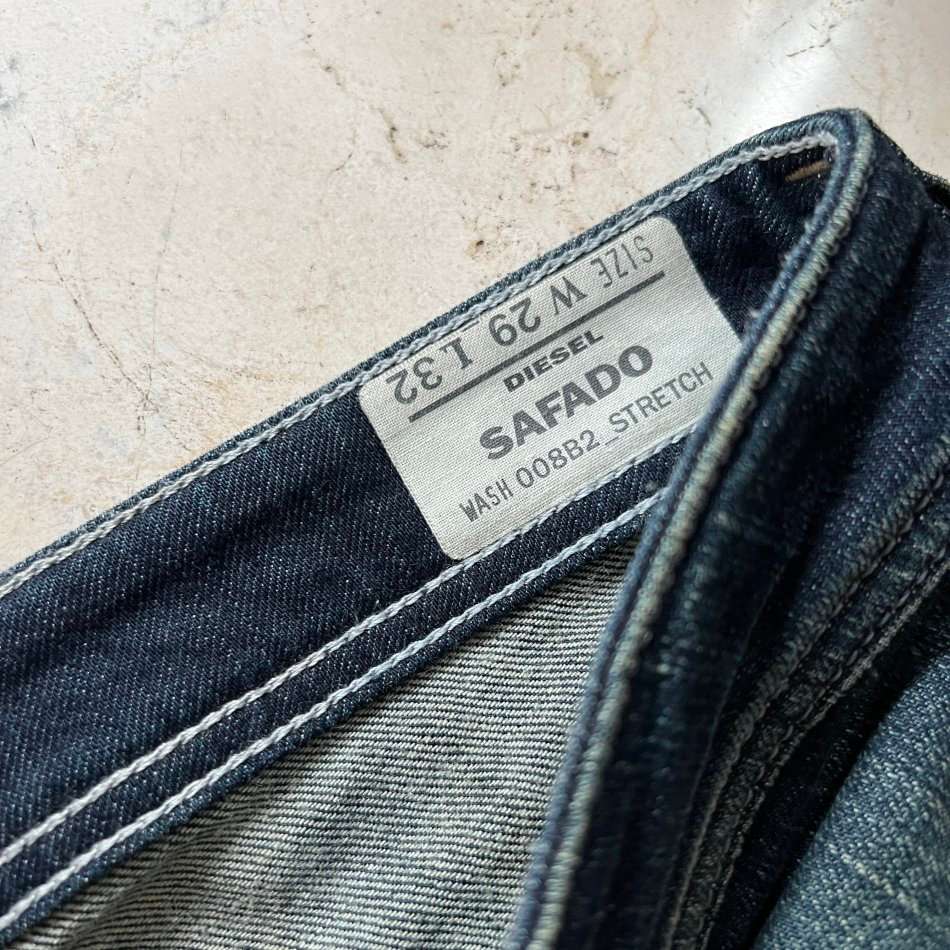 SIZE W 29 L 32
DIESEL
SAFADO
WASH 008B2_STRETCH